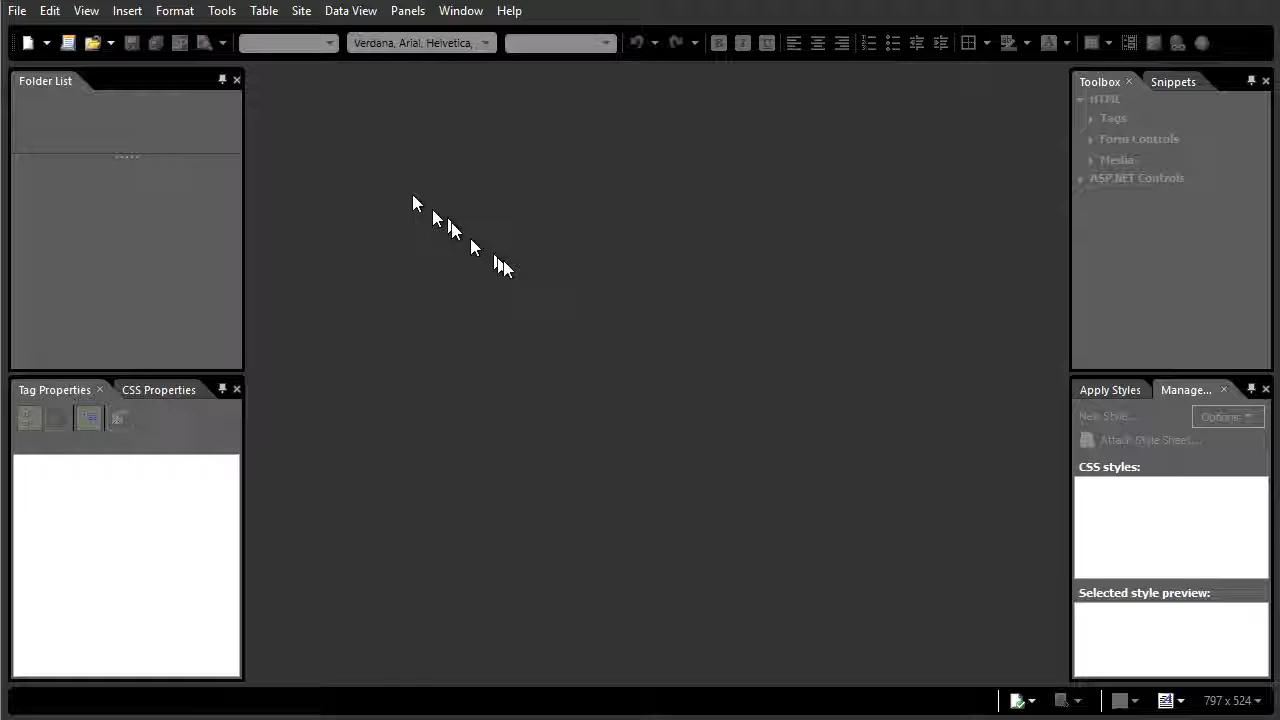 File Edit View Insert Format Tools Table Site Data View Panels Window Help
Verdana, Arial, Helvetica,
Folder List
Toolbox Snippets
HTML
Tags
Form Controls
Media
ASP.NET Controls
Tag Properties CSS Properties
Apply Styles Manage...
New Style... Options
Attach Style Sheet...
CSS styles:
Selected style preview:
797 x 524